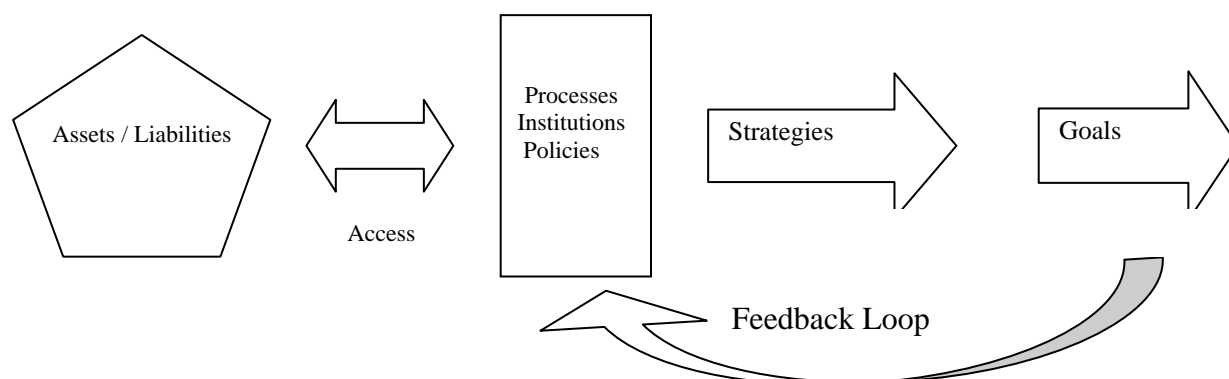 Assets / Liabilities
Access
Processes
Institutions
Policies
Strategies
Goals
Feedback Loop